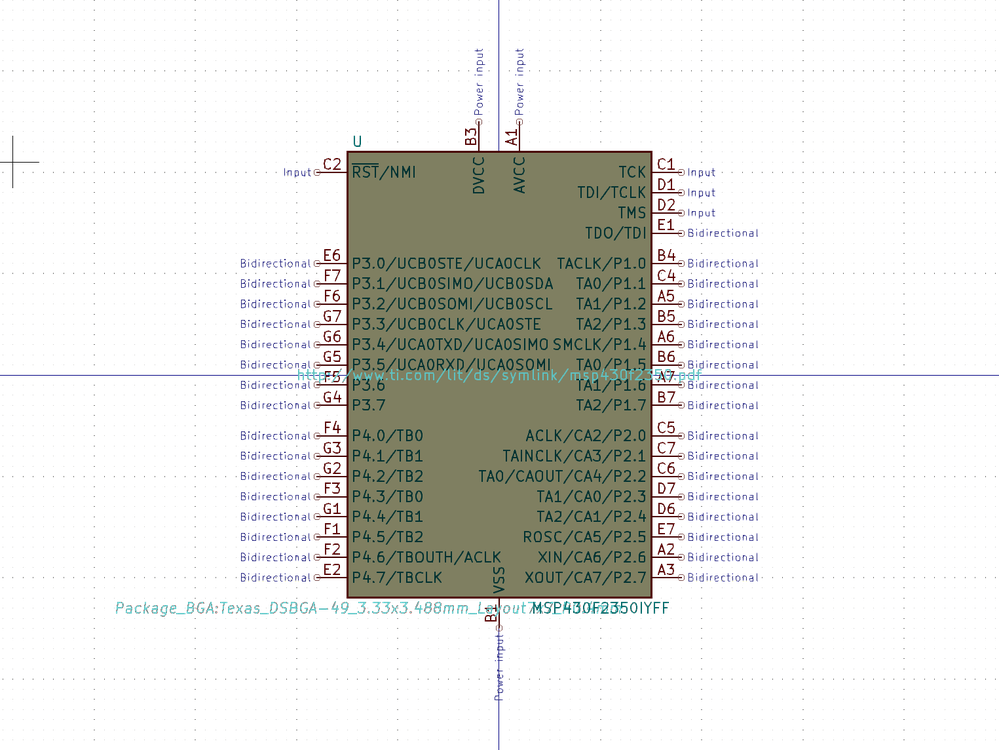 Power input
Power input
B3
A1
U
DVCC
AVCC
Input C2 RST/NMI
TCK C1 Input
TDI/TCLK D1 Input
TMS D2 Input
TDO/TDI E1 Bidirectional
Bidirectional E6 P3.0/UCB0STE/UCA0CLK TACLK/P1.0 B4 Bidirectional
Bidirectional F7 P3.1/UCB0SIMO/UCB0SDA TA0/P1.1 C4 Bidirectional
Bidirectional F6 P3.2/UCB0SOMI/UCB0SCL TA1/P1.2 A5 Bidirectional
Bidirectional G7 P3.3/UCB0CLK/UCA0STE TA2/P1.3 B5 Bidirectional
Bidirectional G6 P3.4/UCA0TXD/UCA0SIMO SMCLK/P1.4 A6 Bidirectional
Bidirectional G5 P3.5/UCA0RXD/UCA0SOMI TA0/P1.5 B6 Bidirectional
http://www.ti.com/lit/ds/symlink/msp430f2350.pdf
Bidirectional P3.6 TA1/P1.6 A7 Bidirectional
Bidirectional G4 P3.7 TA2/P1.7 B7 Bidirectional
Bidirectional F4 P4.0/TB0 ACLK/CA2/P2.0 C5 Bidirectional
Bidirectional G3 P4.1/TB1 TAINCLK/CA3/P2.1 C7 Bidirectional
Bidirectional G2 P4.2/TB2 TA0/CAOUT/CA4/P2.2 C6 Bidirectional
Bidirectional F3 P4.3/TB0 TA1/CA0/P2.3 D7 Bidirectional
Bidirectional G1 P4.4/TB1 TA2/CA1/P2.4 D6 Bidirectional
Bidirectional F1 P4.5/TB2 ROSC/CA5/P2.5 E7 Bidirectional
Bidirectional F2 P4.6/TBOUTH/ACLK XIN/CA6/P2.6 A2 Bidirectional
Bidirectional E2 P4.7/TBCLK XOUT/CA7/P2.7 A3 Bidirectional
VSS
MSP430F2350IYFF
B1
Power input